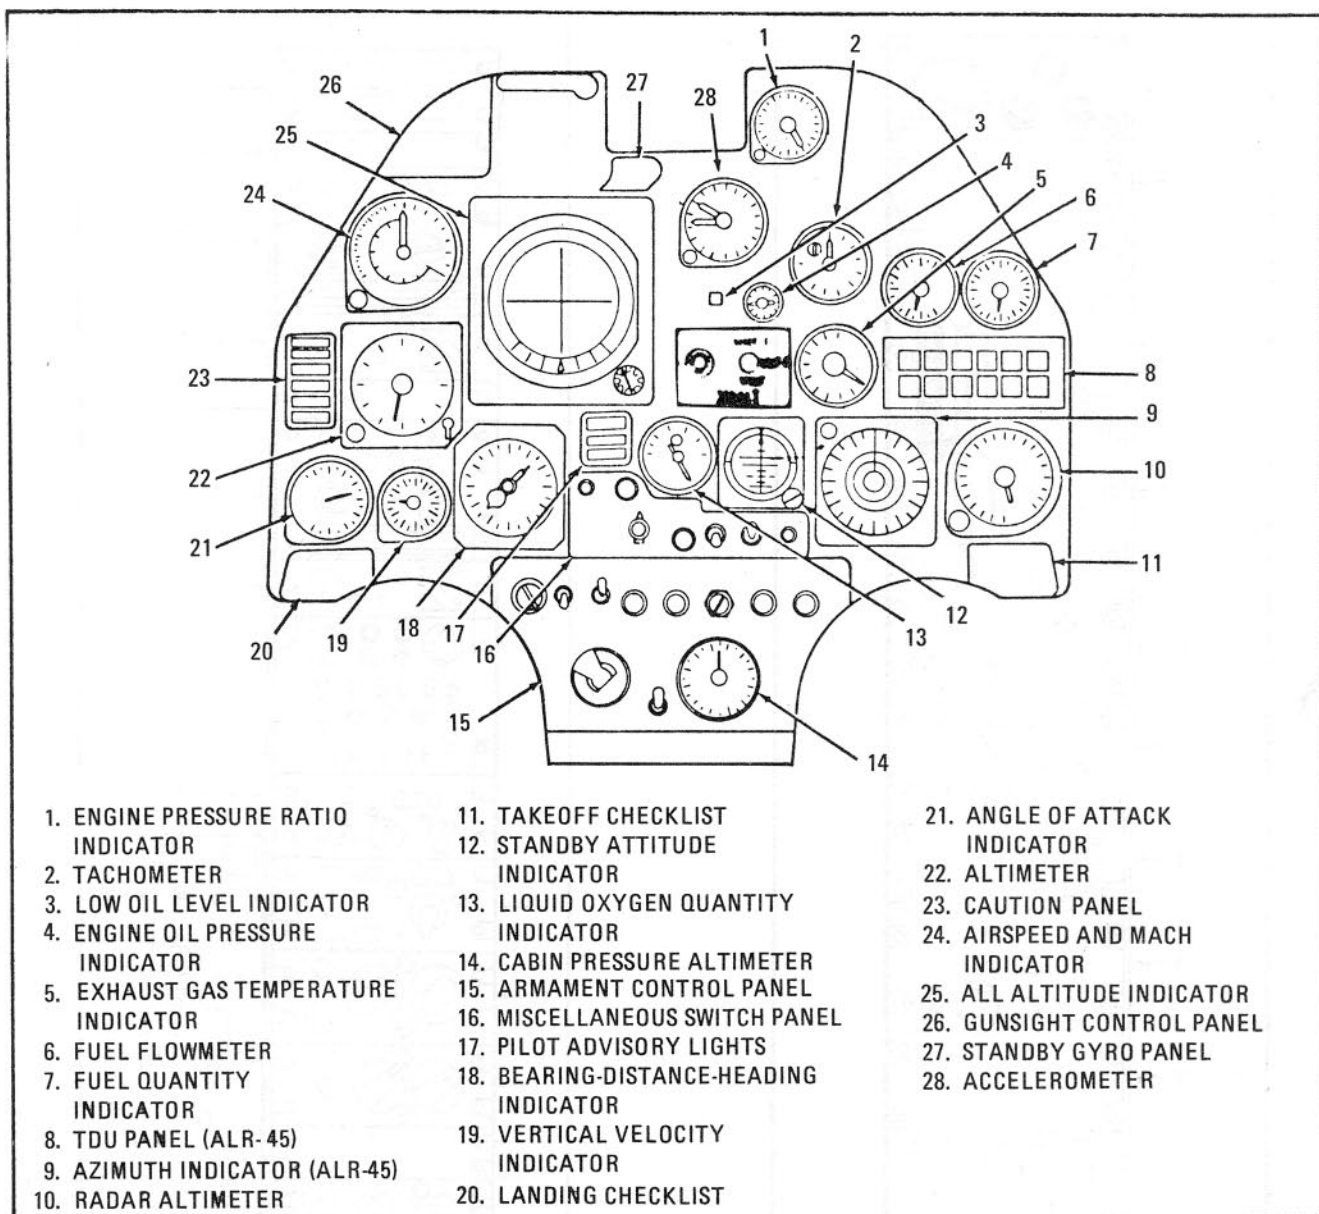 1
2
26
27
28
3
25
4
5
6
24
7
23
8
9
22
10
21
11
20
19
18
17
16
13
12
15
14
1. ENGINE PRESSURE RATIO
INDICATOR
2. TACHOMETER
3. LOW OIL LEVEL INDICATOR
4. ENGINE OIL PRESSURE
INDICATOR
5. EXHAUST GAS TEMPERATURE
INDICATOR
6. FUEL FLOWMETER
7. FUEL QUANTITY
INDICATOR
8. TDU PANEL (ALR-45)
9. AZIMUTH INDICATOR (ALR-45)
10. RADAR ALTIMETER
11. TAKEOFF CHECKLIST
12. STANDBY ATTITUDE
INDICATOR
13. LIQUID OXYGEN QUANTITY
INDICATOR
14. CABIN PRESSURE ALTIMETER
15. ARMAMENT CONTROL PANEL
16. MISCELLANEOUS SWITCH PANEL
17. PILOT ADVISORY LIGHTS
18. BEARING-DISTANCE-HEADING
INDICATOR
19. VERTICAL VELOCITY
INDICATOR
20. LANDING CHECKLIST
21. ANGLE OF ATTACK
INDICATOR
22. ALTIMETER
23. CAUTION PANEL
24. AIRSPEED AND MACH
INDICATOR
25. ALL ALTITUDE INDICATOR
26. GUNSIGHT CONTROL PANEL
27. STANDBY GYRO PANEL
28. ACCELEROMETER